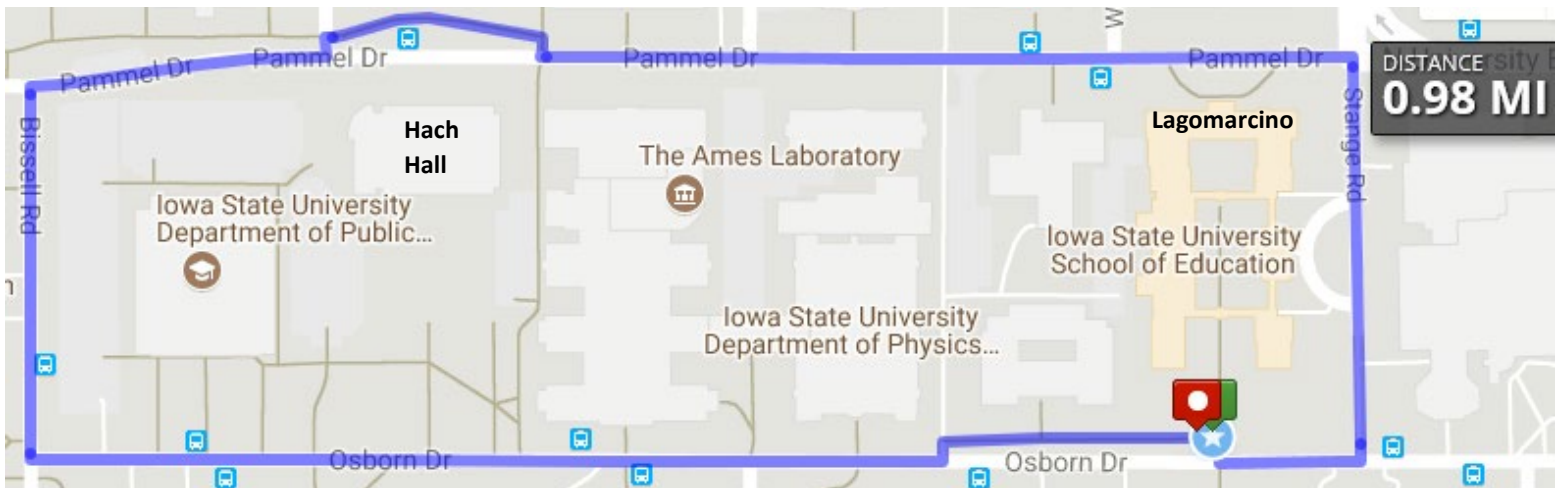 Pammel Dr
Pammel Dr
Pammel Dr
Pammel Dr
W
DISTANCE
0.98 MI
Bissell Rd
Stange Rd
Hach
Hall
Lagomarcino
The Ames Laboratory
Iowa State University
Department of Public...
Iowa State University
School of Education
n
Iowa State University
Department of Physics...
Osborn Dr
Osborn Dr